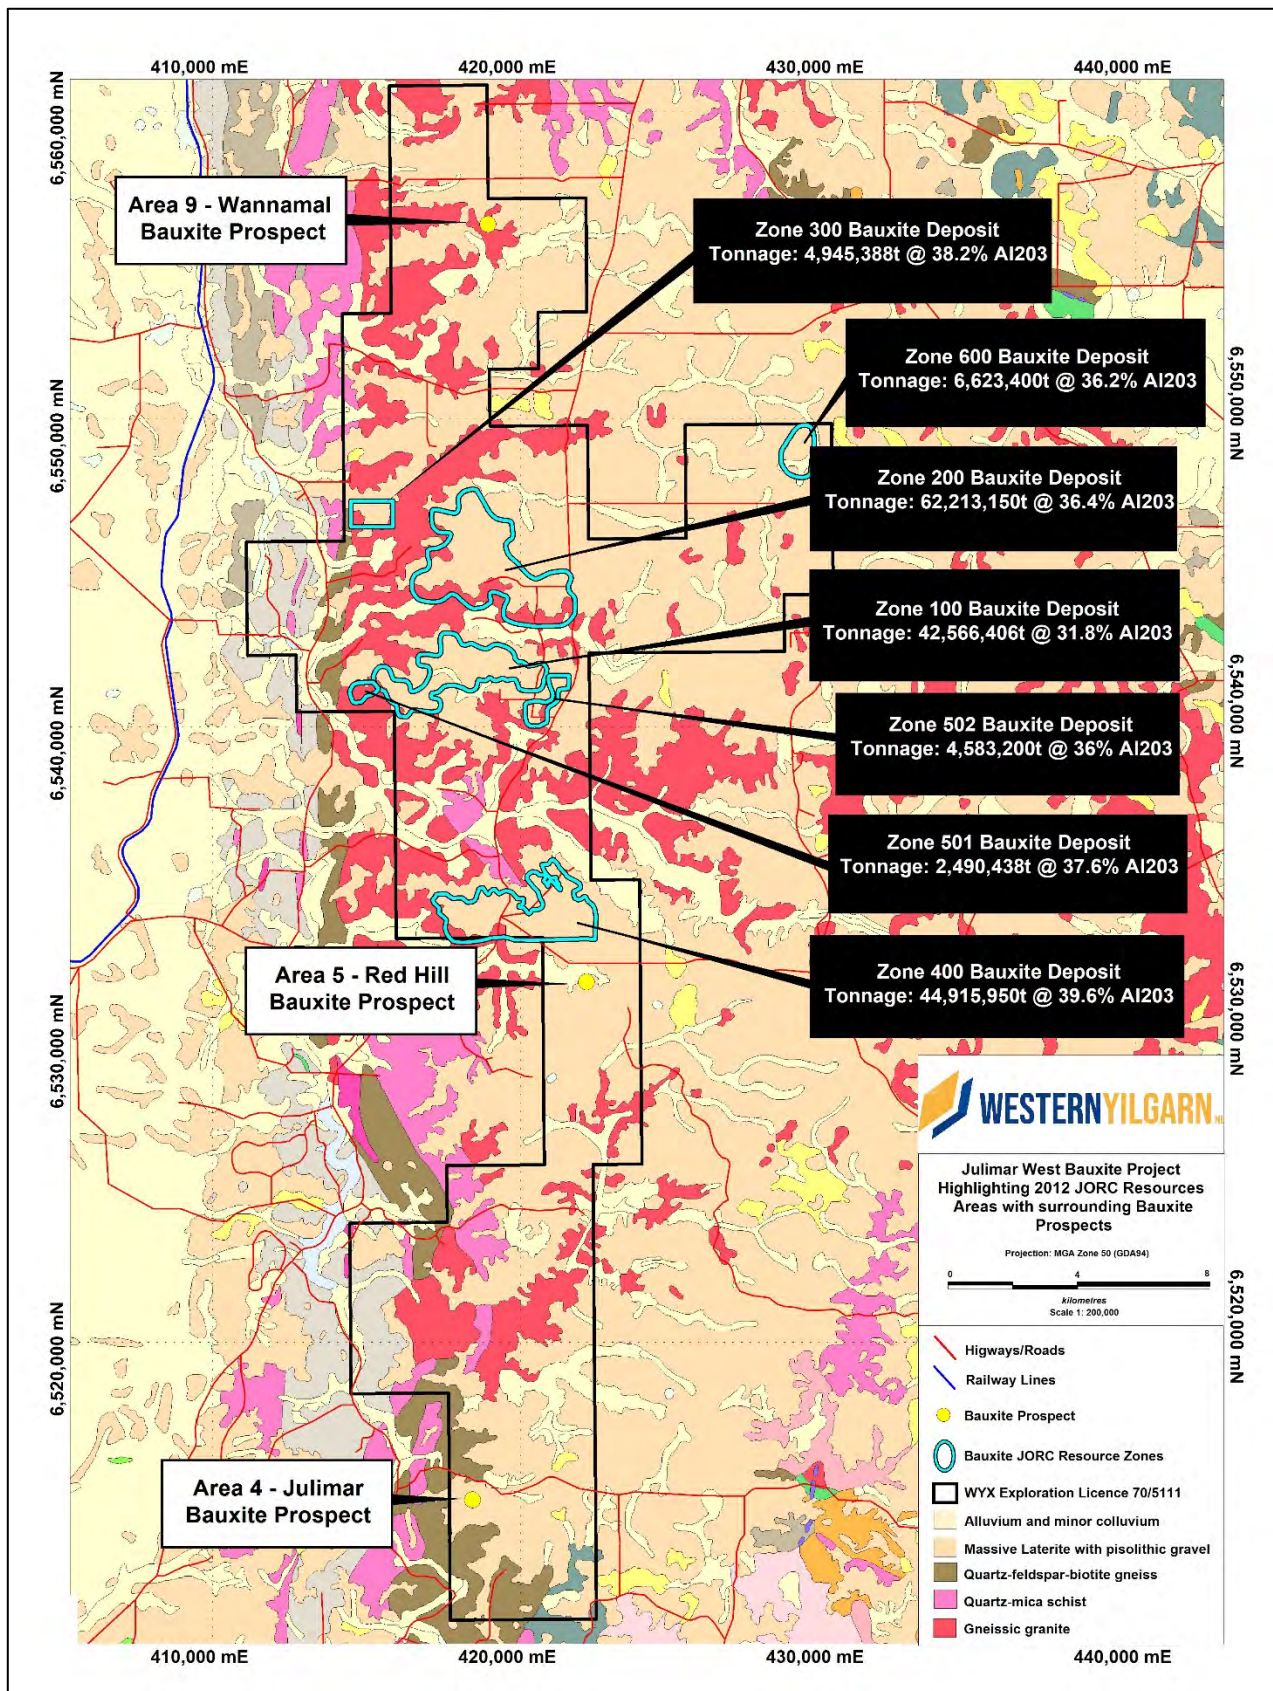 410,000 mE
420,000 mE
430,000 mE
440,000 mE
6,560,000 mN
6,550,000 mN
6,540,000 mN
6,530,000 mN
6,520,000 mN
Area 9 - Wannamal
Bauxite Prospect
Zone 300 Bauxite Deposit
Tonnage: 4,945,388t @ 38.2% Al203
Zone 600 Bauxite Deposit
Tonnage: 6,623,400t @ 36.2% Al203
Zone 200 Bauxite Deposit
Tonnage: 62,213,150t @ 36.4% Al203
Zone 100 Bauxite Deposit
Tonnage: 42,566,406t @ 31.8% Al203
Zone 502 Bauxite Deposit
Tonnage: 4,583,200t @ 36% Al203
Zone 501 Bauxite Deposit
Tonnage: 2,490,438t @ 37.6% Al203
Zone 400 Bauxite Deposit
Tonnage: 44,915,950t @ 39.6% Al203
Area 5 - Red Hill
Bauxite Prospect
Area 4 - Julimar
Bauxite Prospect
6,550,000 mN
6,540,000 mN
6,530,000 mN
6,520,000 mN
WESTERNYILGARN NL
Julimar West Bauxite Project
Highlighting 2012 JORC Resources
Areas with surrounding Bauxite
Prospects
Projection: MGA Zone 50 (GDA94)
0 4 8
kilometres
Scale 1: 200,000
Higways/Roads
Railway Lines
Bauxite Prospect
Bauxite JORC Resource Zones
WYX Exploration Licence 70/5111
Alluvium and minor colluvium
Massive Laterite with pisolithic gravel
Quartz-feldspar-biotite gneiss
Quartz-mica schist
Gneissic granite
410,000 mE
420,000 mE
430,000 mE
440,000 mE